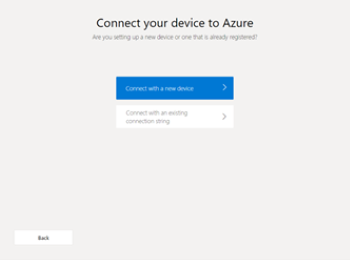 Connect your device to Azure
Are you setting up a new device or one that is already registered?
Connect with a new device
Connect with an existing
connection string
Back